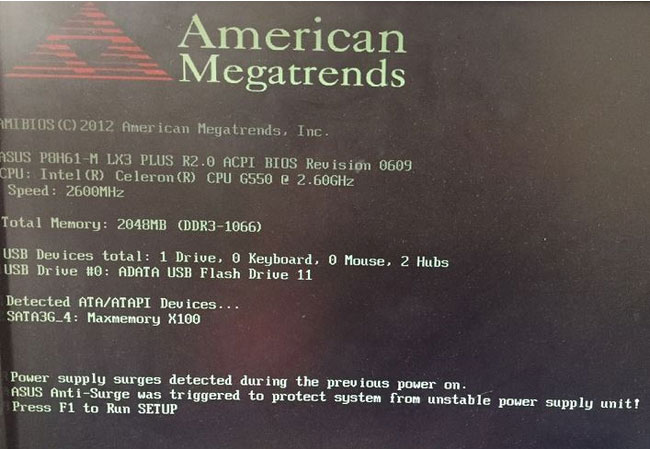 American
Megatrends
AMIBIOS(C)2012 American Megatrends, Inc.
ASUS P8H61-M LX3 PLUS R2.0 ACPI BIOS Revision 0609
CPU: Intel(R) Celeron(R) CPU G550 @ 2.60GHz
Speed: 2600MHz
Total Memory: 2048MB (DDR3-1066)
USB Devices total: 1 Drive, 0 Keyboard, 0 Mouse, 2 Hubs
USB Drive #0: ADATA USB Flash Drive 11
Detected ATA/ATAPI Devices...
SATA3G_4: Maxmemory X100
Power supply surges detected during the previous power on.
ASUS Anti-Surge was triggered to protect system from unstable power supply unit!
Press F1 to Run SETUP